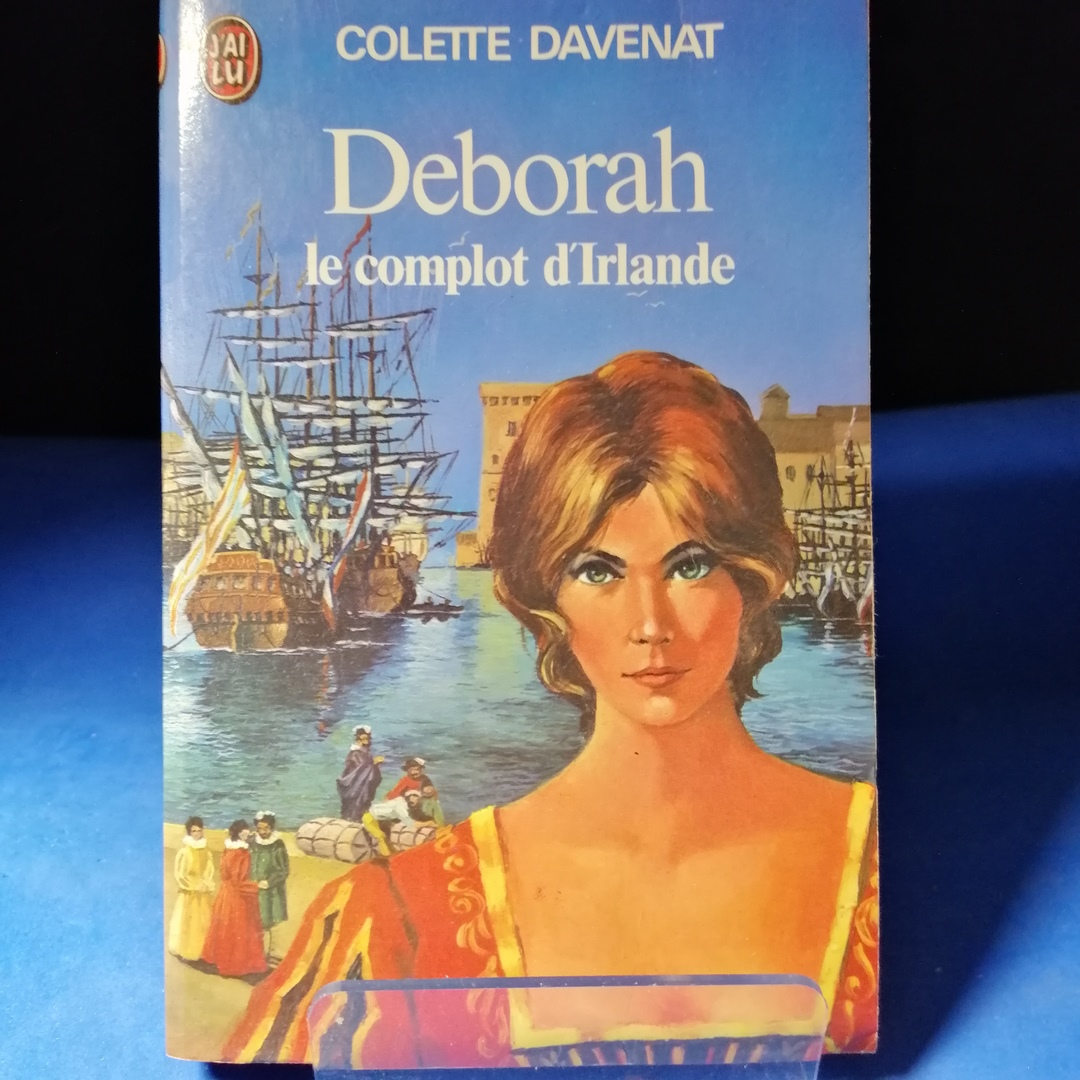 J'AI
LU
COLETTE DAVENAT
Deborah
le complot d'Irlande